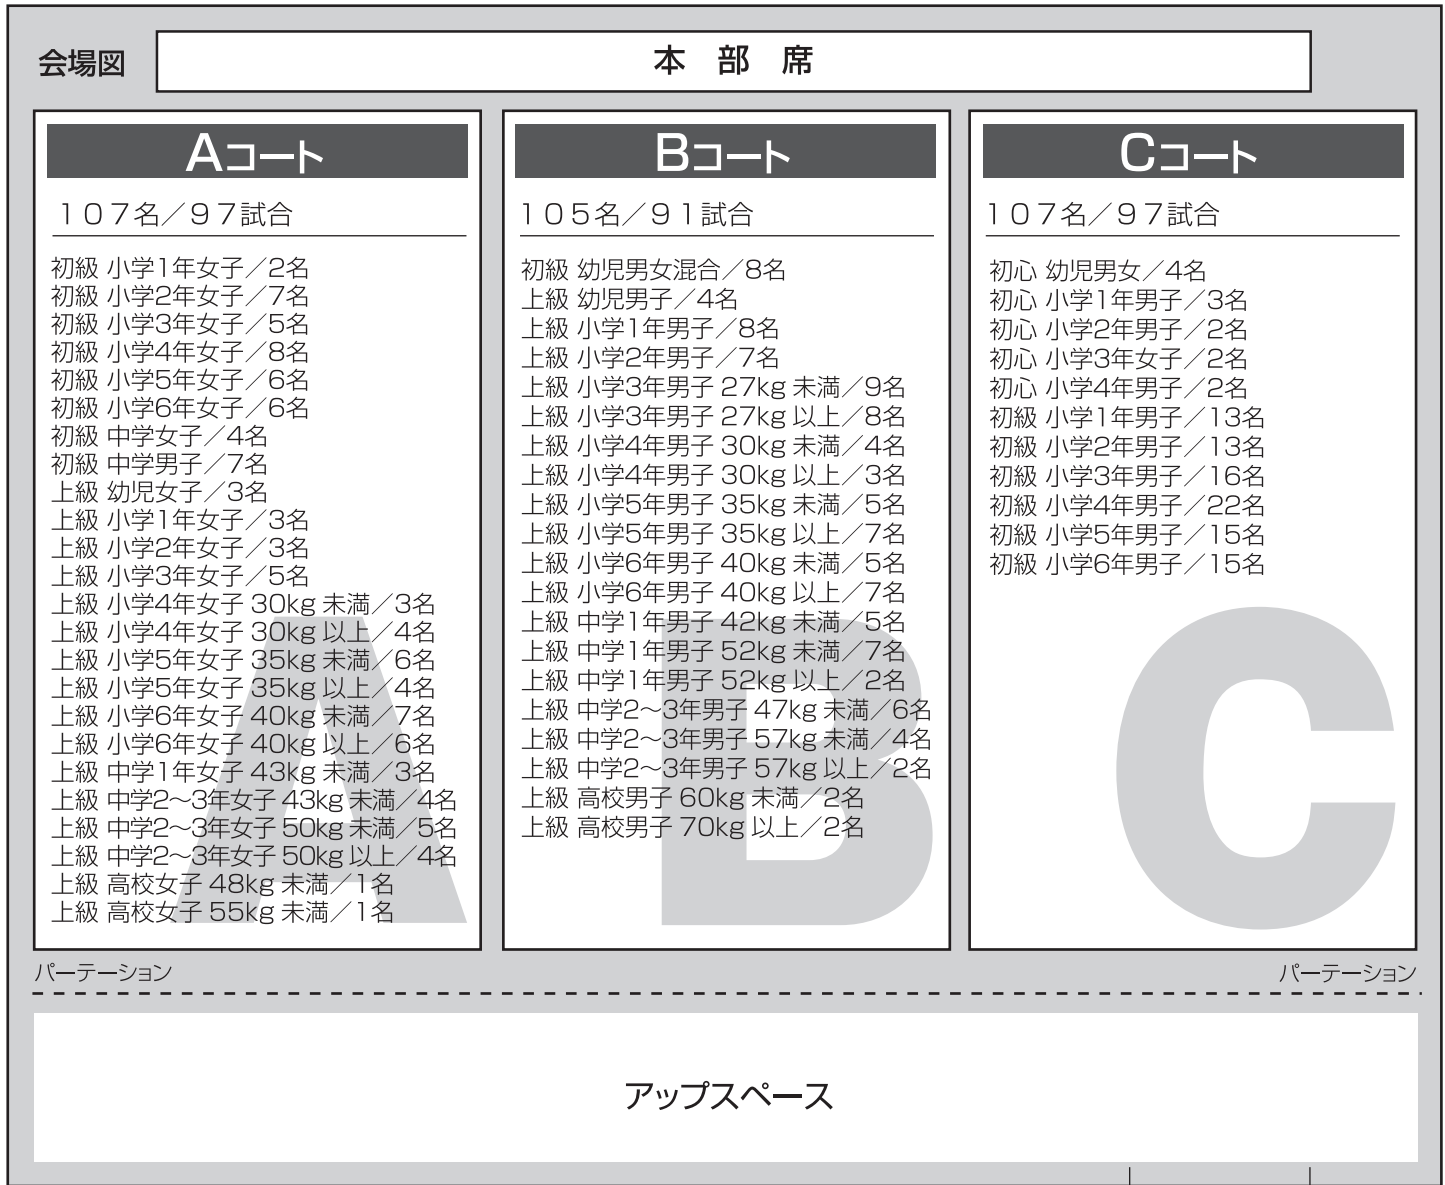 会場図
本 部 席
Aコート
107名／97試合
初級 小学1年女子／2名
初級 小学2年女子／7名
初級 小学3年女子／5名
初級 小学4年女子／8名
初級 小学5年女子／6名
初級 小学6年女子／6名
初級 中学女子／4名
初級 中学男子／7名
上級 幼児女子／3名
上級 小学1年女子／3名
上級 小学2年女子／3名
上級 小学3年女子／5名
上級 小学4年女子 30kg 未満／3名
上級 小学4年女子 30kg 以上／4名
上級 小学5年女子 35kg 未満／6名
上級 小学5年女子 35kg 以上／4名
上級 小学6年女子 40kg 未満／7名
上級 小学6年女子 40kg 以上／6名
上級 中学1年女子 43kg 未満／3名
上級 中学2〜3年女子 43kg 未満／4名
上級 中学2〜3年女子 50kg 未満／5名
上級 中学2〜3年女子 50kg 以上／4名
上級 高校女子 48kg 未満／1名
上級 高校女子 55kg 未満／1名
A
Bコート
105名／91試合
初級 幼児男女混合／8名
上級 幼児男子／4名
上級 小学1年男子／8名
上級 小学2年男子／7名
上級 小学3年男子 27kg 未満／9名
上級 小学3年男子 27kg 以上／8名
上級 小学4年男子 30kg 未満／4名
上級 小学4年男子 30kg 以上／3名
上級 小学5年男子 35kg 未満／5名
上級 小学5年男子 35kg 以上／7名
上級 小学6年男子 40kg 未満／5名
上級 小学6年男子 40kg 以上／7名
上級 中学1年男子 42kg 未満／5名
上級 中学1年男子 52kg 未満／7名
上級 中学1年男子 52kg 以上／2名
上級 中学2〜3年男子 47kg 未満／6名
上級 中学2〜3年男子 57kg 未満／4名
上級 中学2〜3年男子 57kg 以上／2名
上級 高校男子 60kg 未満／2名
上級 高校男子 70kg 以上／2名
B
Cコート
107名／97試合
初心 幼児男女／4名
初心 小学1年男子／3名
初心 小学2年男子／2名
初心 小学3年女子／2名
初心 小学4年男子／2名
初級 小学1年男子／13名
初級 小学2年男子／13名
初級 小学3年男子／16名
初級 小学4年男子／22名
初級 小学5年男子／15名
初級 小学6年男子／15名
C
パーテーション
パーテーション
アップスペース